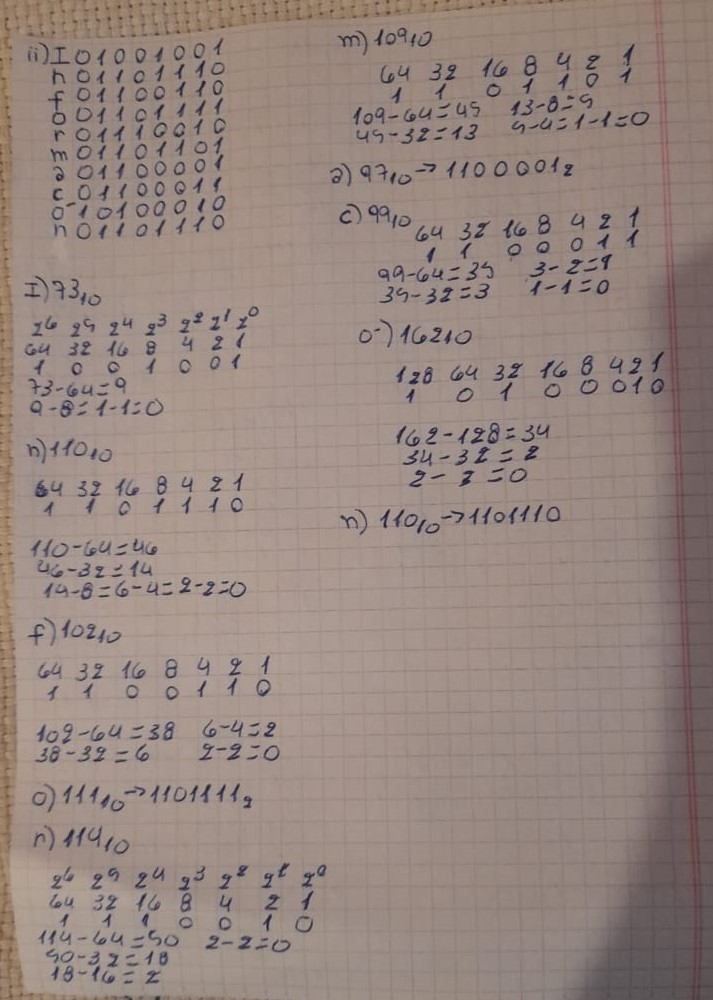 ii) I 01001001
n 01101110
f 01100110
o 01101111
r 01110010
m 01101101
a 01100001
c 01100011
ó 10100010
n 01101110
I) 73₁₀
2⁶ 2⁵ 2⁴ 2³ 2² 2¹ 2⁰
64 32 16 8 4 2 1
1 0 0 1 0 0 1
73-64=9
9-8=1-1=0
n) 110₁₀
64 32 16 8 4 2 1
1 1 0 1 1 1 0
110-64=46
46-32=14
14-8=6-4=2-2=0
f) 102₁₀
64 32 16 8 4 2 1
1 1 0 0 1 1 0
102-64=38 6-4=2
38-32=6 2-2=0
o) 111₁₀→1101111₂
r) 114₁₀
2⁶ 2⁵ 2⁴ 2³ 2² 2¹ 2⁰
64 32 16 8 4 2 1
1 1 1 0 0 1 0
114-64=50 2-2=0
50-32=18
18-16=2
m) 109₁₀
64 32 16 8 4 2 1
1 1 0 1 1 0 1
109-64=45 13-8=5
45-32=13 5-4=1-1=0
a) 97₁₀→1100001₂
c) 99₁₀
64 32 16 8 4 2 1
1 1 0 0 0 1 1
99-64=35 3-2=1
35-32=3 1-1=0
ó) 162₁₀
128 64 32 16 8 4 2 1
1 0 1 0 0 0 1 0
162-128=34
34-32=2
2-2=0
n) 110₁₀→1101110